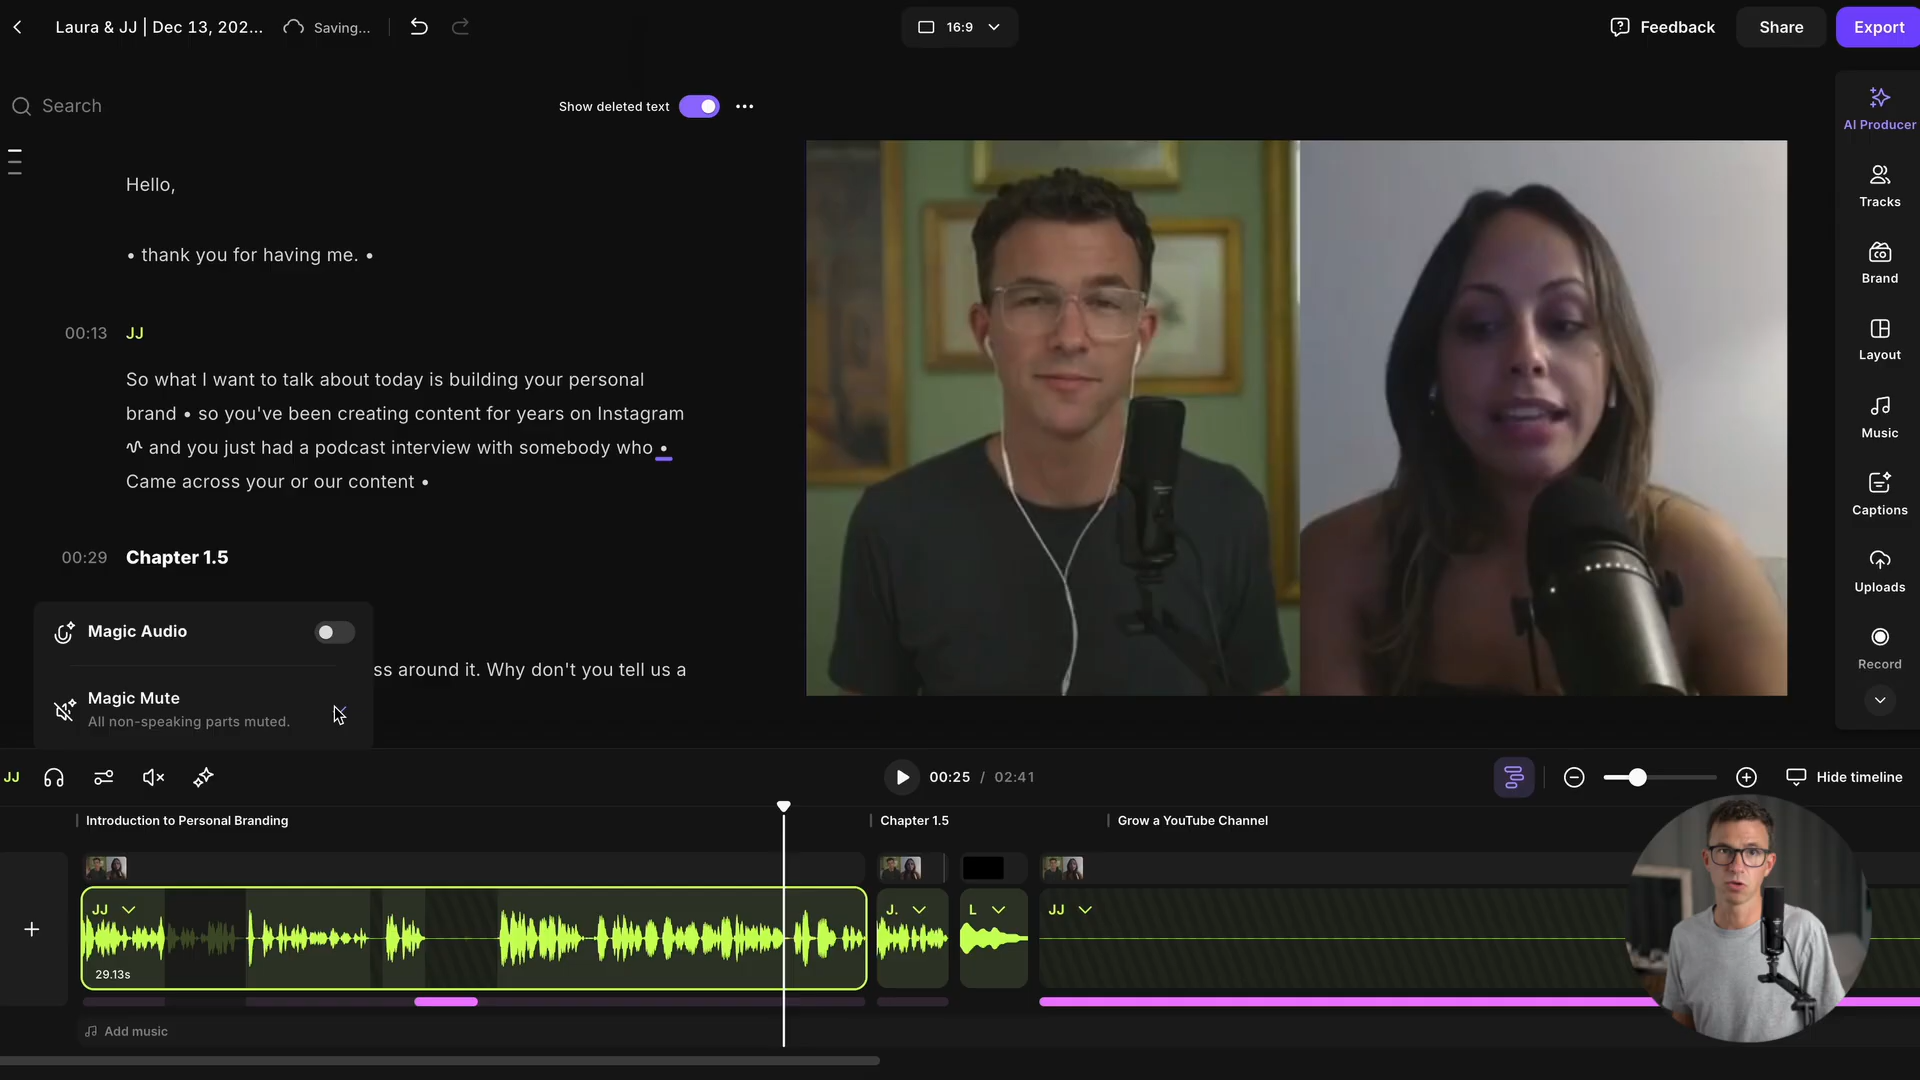 Laura & JJ | Dec 13, 202...
Saving...
16:9
Feedback
Share
Export
Search
Show deleted text
AI Producer
Tracks
Brand
Layout
Music
Captions
Uploads
Record
Hello,
• thank you for having me. •
00:13 JJ
So what I want to talk about today is building your personal
brand • so you've been creating content for years on Instagram
and you just had a podcast interview with somebody who •
Came across your or our content •
00:29 Chapter 1.5
ss around it. Why don't you tell us a
Magic Audio
Magic Mute
All non-speaking parts muted.
JJ
00:25 / 02:41
Hide timeline
Introduction to Personal Branding
Chapter 1.5
Grow a YouTube Channel
JJ
J.
L
JJ
29.13s
Add music